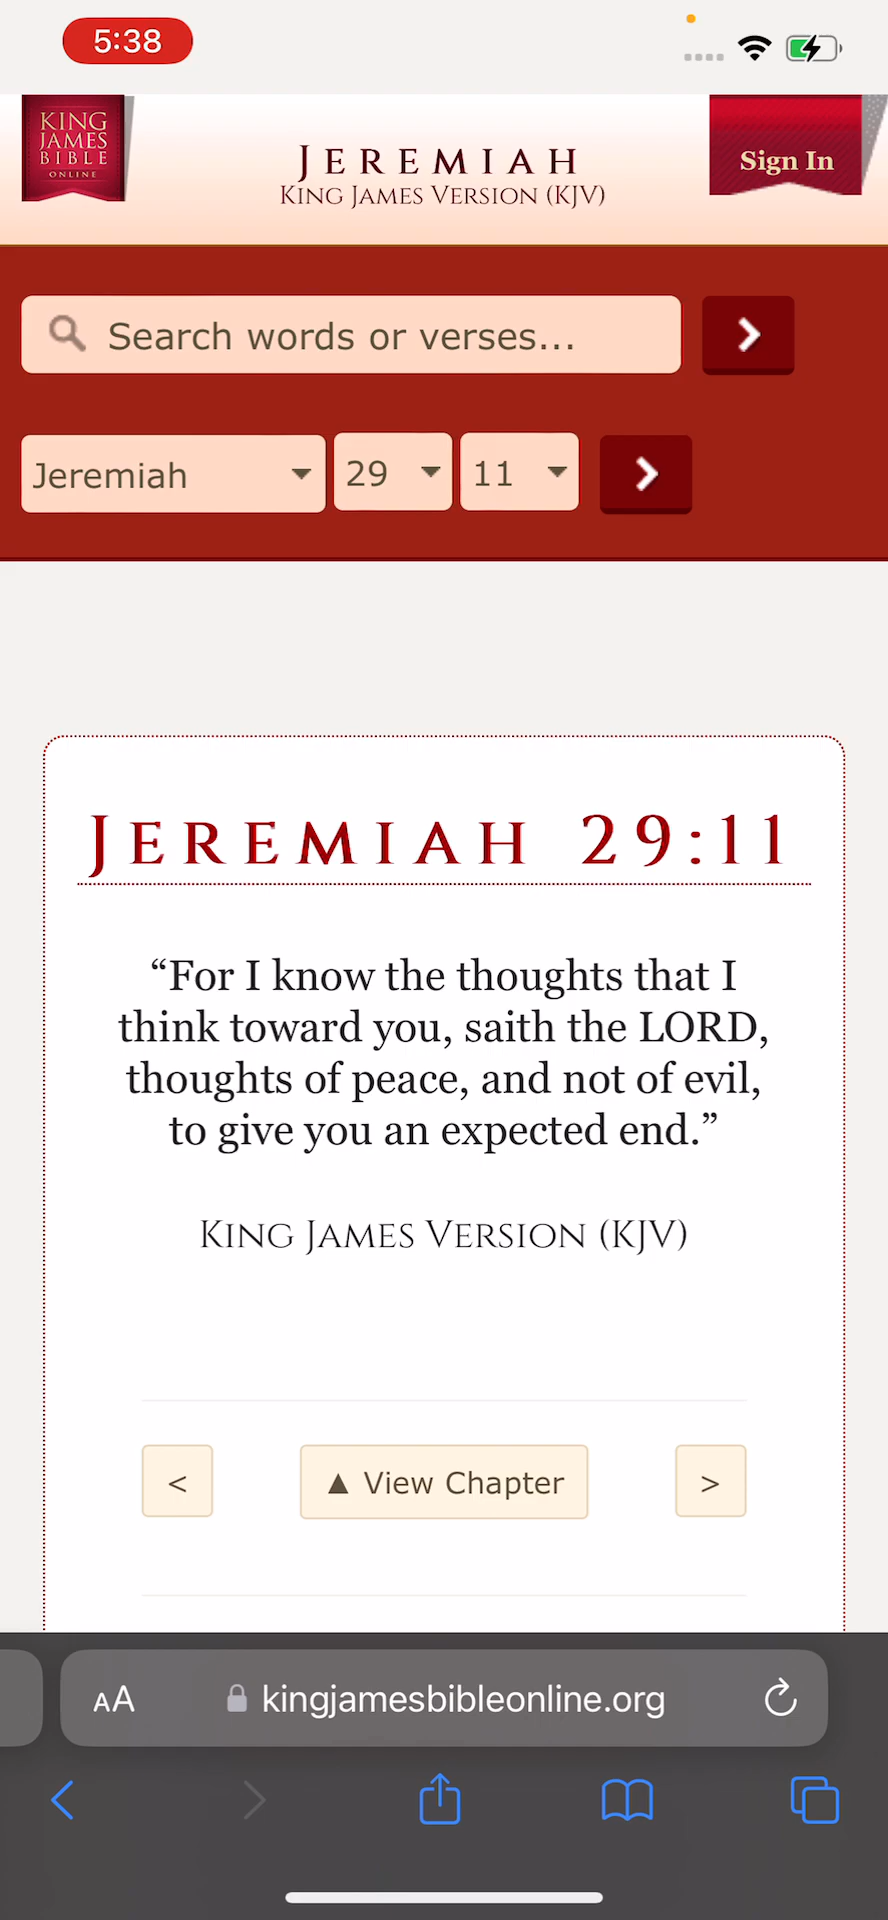 5:38
KING
JAMES
BIBLE
ONLINE
JEREMIAH
KING JAMES VERSION (KJV)
Sign In
Search words or verses...
Jeremiah 29 11
JEREMIAH 29:11
“For I know the thoughts that I
think toward you, saith the LORD,
thoughts of peace, and not of evil,
to give you an expected end.”
KING JAMES VERSION (KJV)
< ▲ View Chapter >
AA kingjamesbibleonline.org